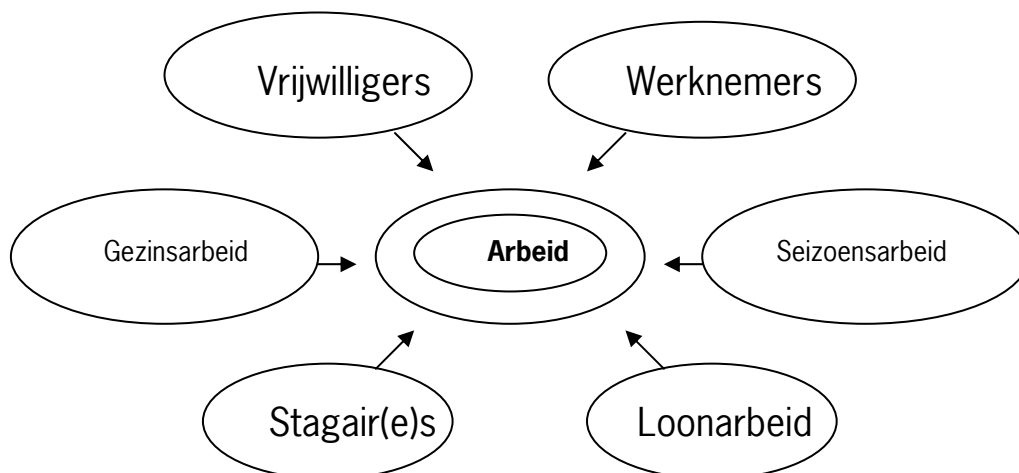 Vrijwilligers
Werknemers
Gezinsarbeid
Arbeid
Seizoensarbeid
Stagair(e)s
Loonarbeid